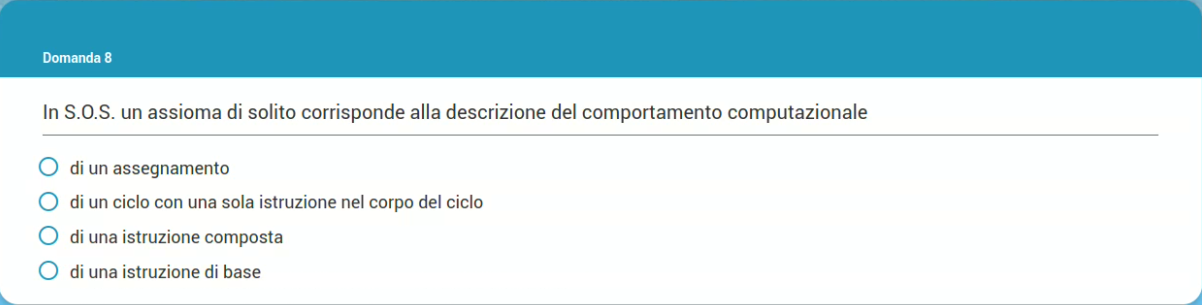 Domanda 8
In S.O.S. un assioma di solito corrisponde alla descrizione del comportamento computazionale
di un assegnamento
di un ciclo con una sola istruzione nel corpo del ciclo
di una istruzione composta
di una istruzione di base